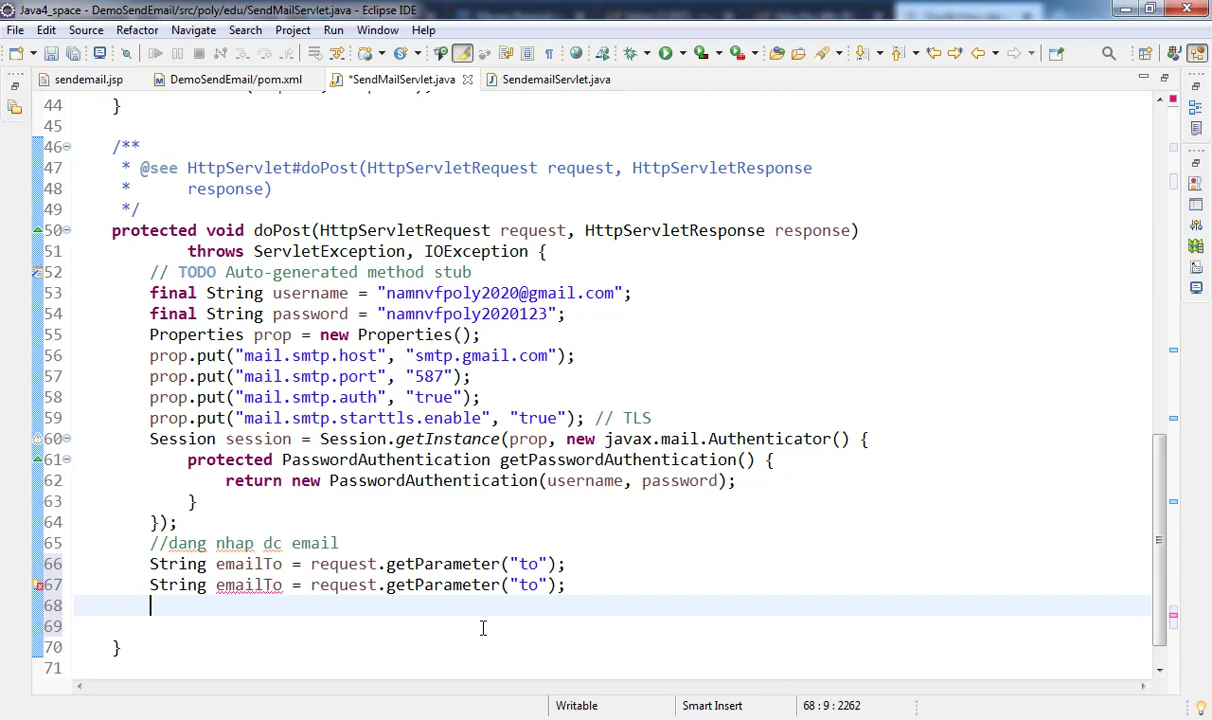 Java4_space - DemoSendEmail/src/poly/edu/SendMailServlet.java - Eclipse IDE
File Edit Source Refactor Navigate Search Project Run Window Help
sendemail.jsp DemoSendEmail/pom.xml *SendMailServlet.java SendemailServlet.java
44 }
45
46 /**
47 * @see HttpServlet#doPost(HttpServletRequest request, HttpServletResponse
48 * response)
49 */
50 protected void doPost(HttpServletRequest request, HttpServletResponse response)
51 throws ServletException, IOException {
52 // TODO Auto-generated method stub
53 final String username = "namnvfpoly2020@gmail.com";
54 final String password = "namnvfpoly2020123";
55 Properties prop = new Properties();
56 prop.put("mail.smtp.host", "smtp.gmail.com");
57 prop.put("mail.smtp.port", "587");
58 prop.put("mail.smtp.auth", "true");
59 prop.put("mail.smtp.starttls.enable", "true"); // TLS
60 Session session = Session.getInstance(prop, new javax.mail.Authenticator() {
61 protected PasswordAuthentication getPasswordAuthentication() {
62 return new PasswordAuthentication(username, password);
63 }
64 });
65 //dang nhap dc email
66 String emailTo = request.getParameter("to");
67 String emailTo = request.getParameter("to");
68
69
70 }
71
Writable Smart Insert 68 : 9 : 2262